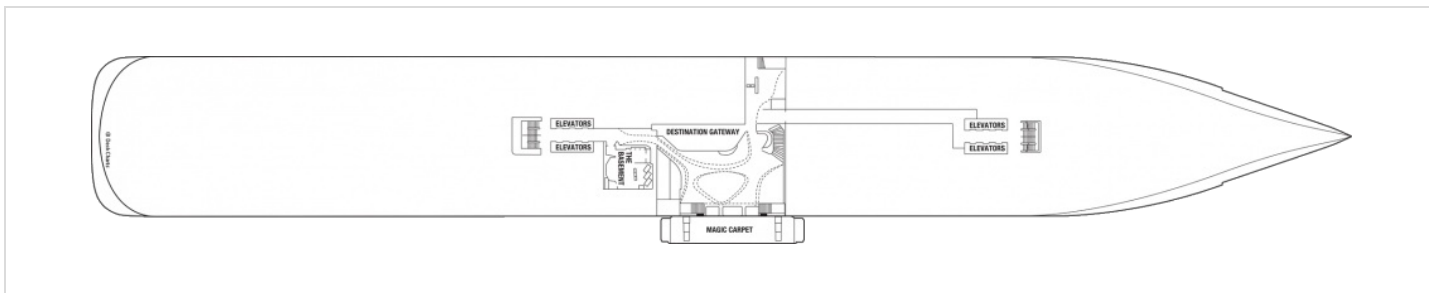 ELEVATORS
ELEVATORS
DESTINATION GATEWAY
ELEVATORS
ELEVATORS
THE
BASEMENT
MAGIC CARPET